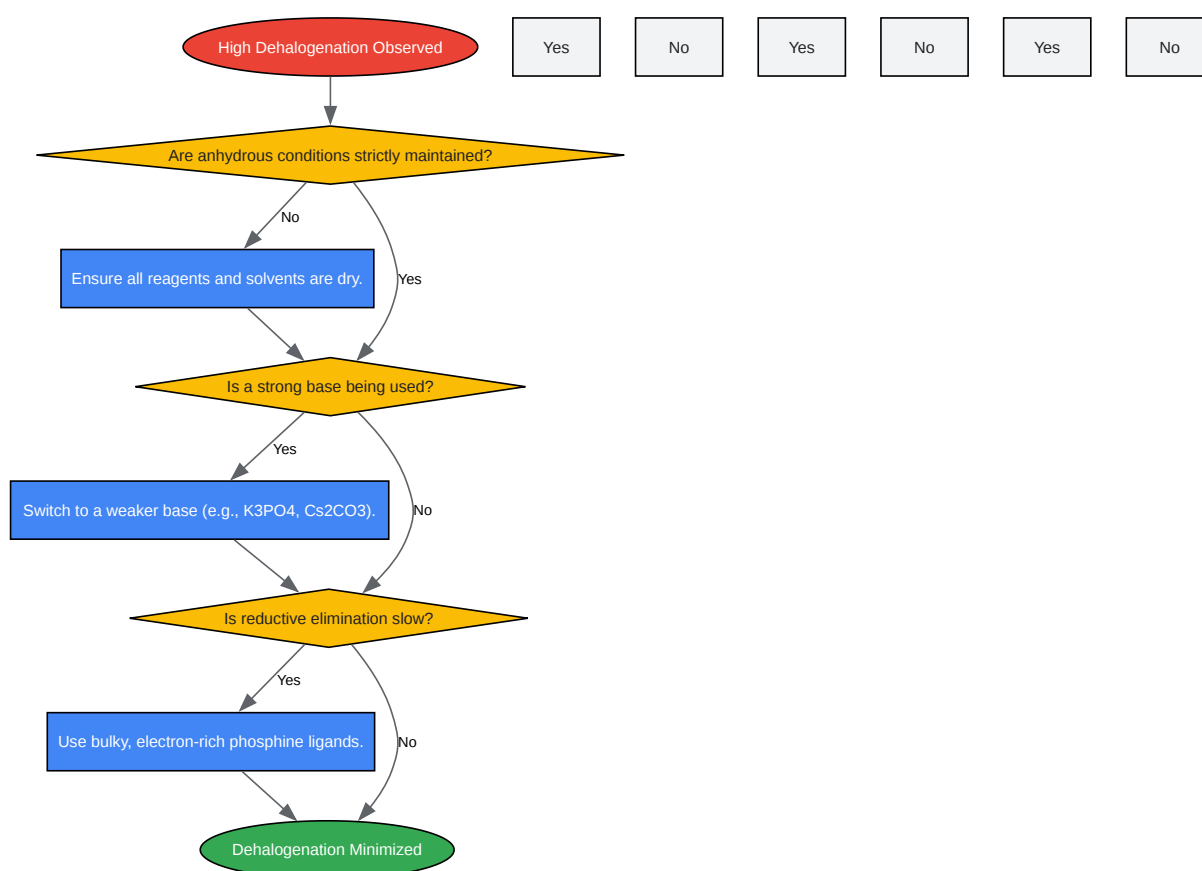 High Dehalogenation Observed
Yes
No
Yes
No
Yes
No
Are anhydrous conditions strictly maintained?
No
Ensure all reagents and solvents are dry.
Yes
Is a strong base being used?
Yes
Switch to a weaker base (e.g., K3PO4, Cs2CO3).
No
Is reductive elimination slow?
Yes
Use bulky, electron-rich phosphine ligands.
No
Dehalogenation Minimized